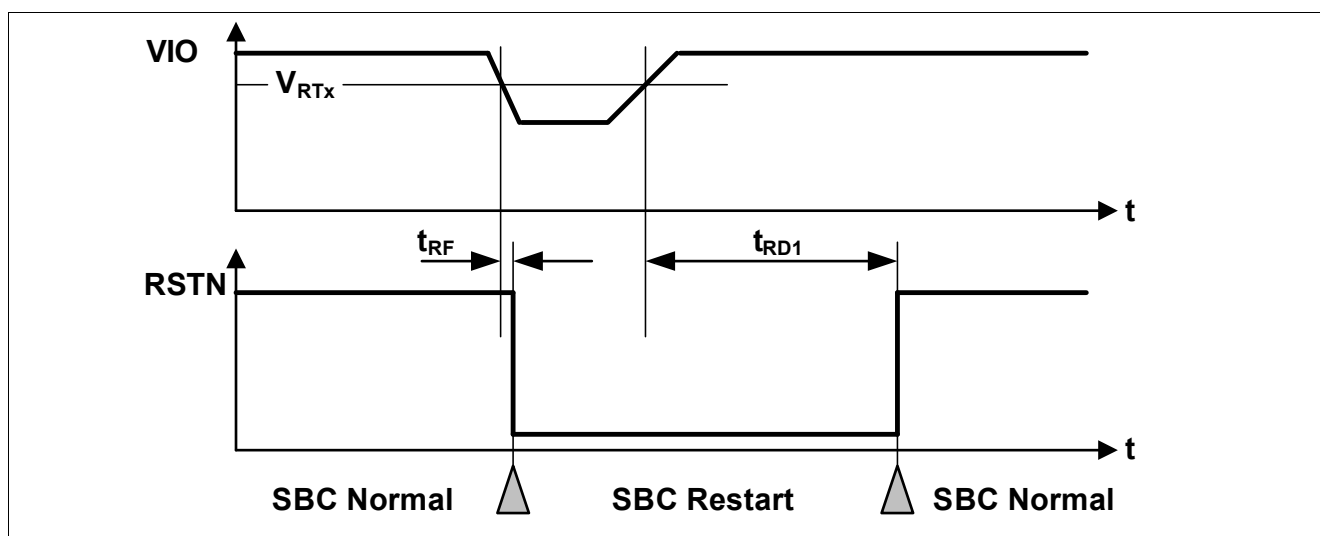 VIO
VRTx
t
tRF
tRD1
RSTN
t
SBC Normal
SBC Restart
SBC Normal